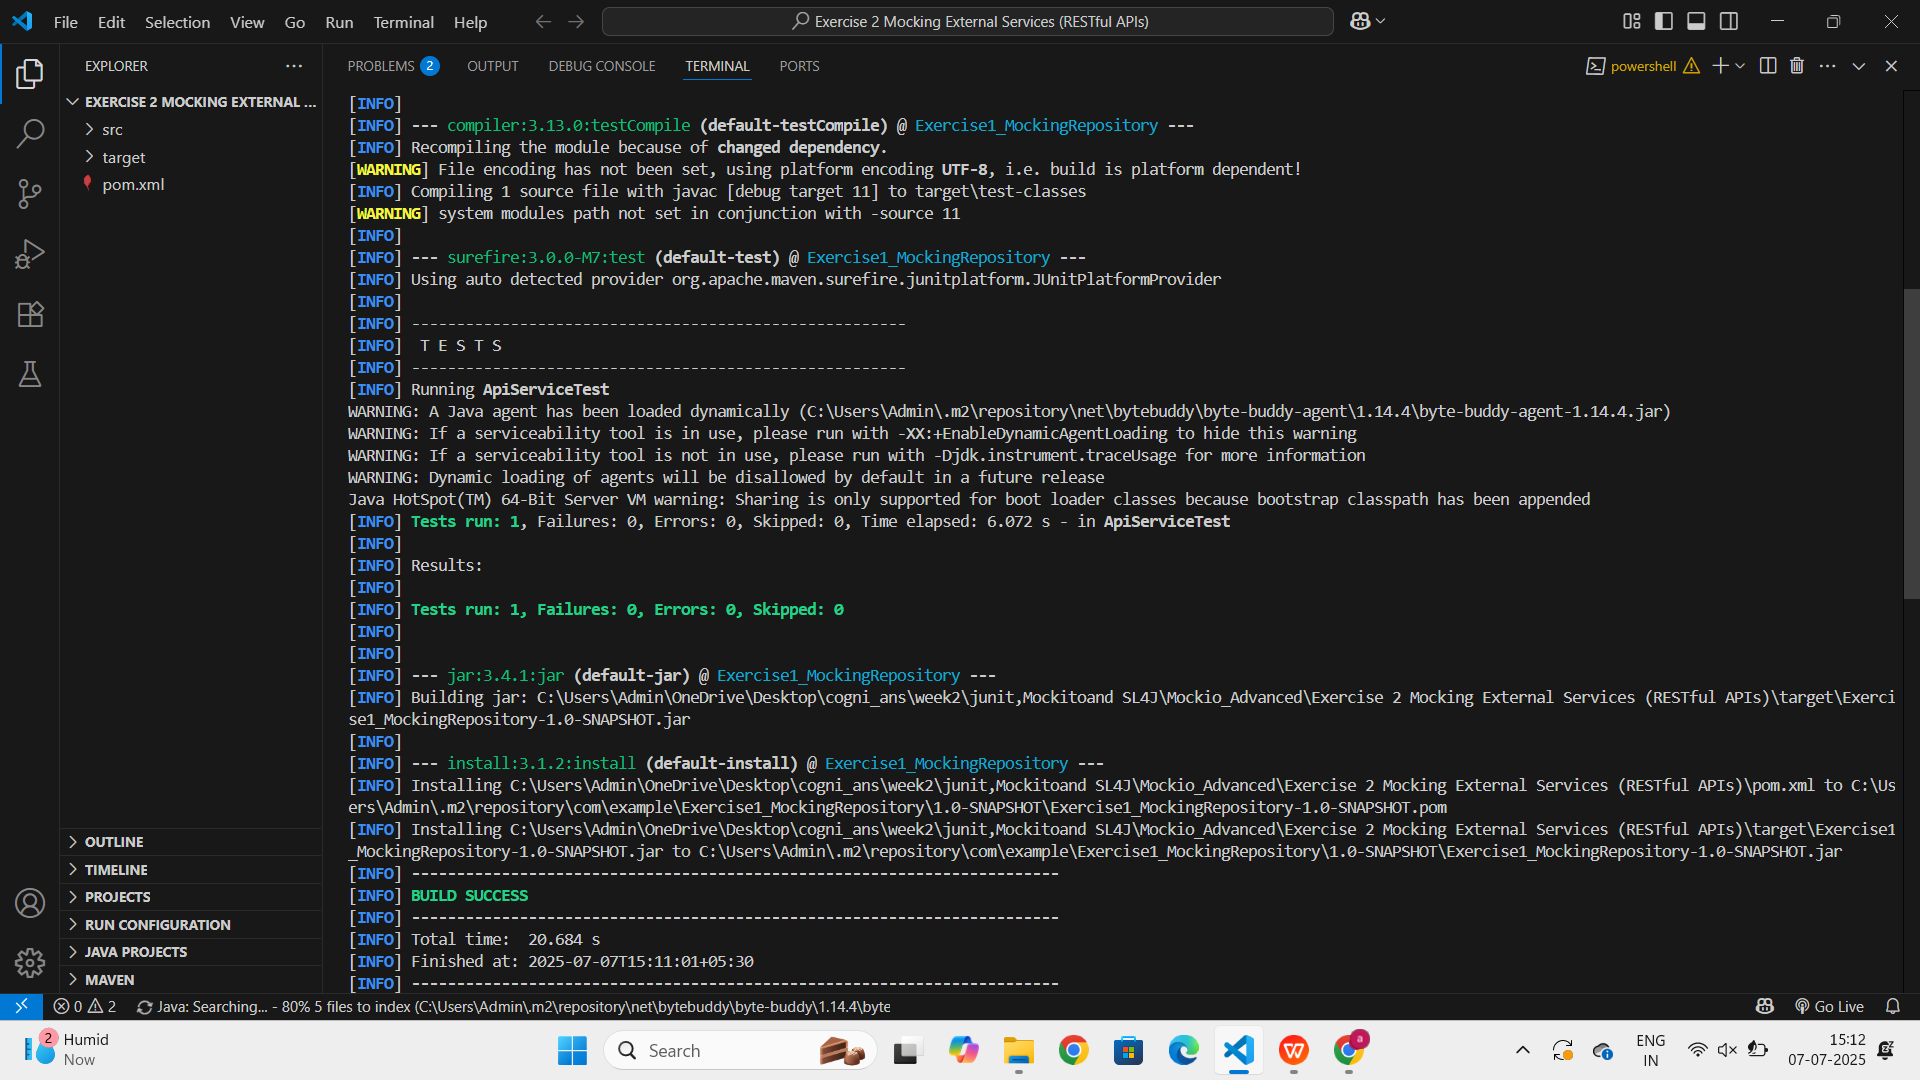 File Edit Selection View Go Run Terminal Help
Exercise 2 Mocking External Services (RESTful APIs)
EXPLORER
EXERCISE 2 MOCKING EXTERNAL ...
src
target
pom.xml
OUTLINE
TIMELINE
PROJECTS
RUN CONFIGURATION
JAVA PROJECTS
MAVEN
PROBLEMS 2 OUTPUT DEBUG CONSOLE TERMINAL PORTS
powershell
[INFO]
[INFO] --- compiler:3.13.0:testCompile (default-testCompile) @ Exercise1_MockingRepository ---
[INFO] Recompiling the module because of changed dependency.
[WARNING] File encoding has not been set, using platform encoding UTF-8, i.e. build is platform dependent!
[INFO] Compiling 1 source file with javac [debug target 11] to target\test-classes
[WARNING] system modules path not set in conjunction with -source 11
[INFO]
[INFO] --- surefire:3.0.0-M7:test (default-test) @ Exercise1_MockingRepository ---
[INFO] Using auto detected provider org.apache.maven.surefire.junitplatform.JUnitPlatformProvider
[INFO]
[INFO] -------------------------------------------------------
[INFO]  T E S T S
[INFO] -------------------------------------------------------
[INFO] Running ApiServiceTest
WARNING: A Java agent has been loaded dynamically (C:\Users\Admin\.m2\repository\net\bytebuddy\byte-buddy-agent\1.14.4\byte-buddy-agent-1.14.4.jar)
WARNING: If a serviceability tool is in use, please run with -XX:+EnableDynamicAgentLoading to hide this warning
WARNING: If a serviceability tool is not in use, please run with -Djdk.instrument.traceUsage for more information
WARNING: Dynamic loading of agents will be disallowed by default in a future release
Java HotSpot(TM) 64-Bit Server VM warning: Sharing is only supported for boot loader classes because bootstrap classpath has been appended
[INFO] Tests run: 1, Failures: 0, Errors: 0, Skipped: 0, Time elapsed: 6.072 s - in ApiServiceTest
[INFO]
[INFO] Results:
[INFO]
[INFO] Tests run: 1, Failures: 0, Errors: 0, Skipped: 0
[INFO]
[INFO]
[INFO] --- jar:3.4.1:jar (default-jar) @ Exercise1_MockingRepository ---
[INFO] Building jar: C:\Users\Admin\OneDrive\Desktop\cogni_ans\week2\junit,Mockitoand SL4J\Mockio_Advanced\Exercise 2 Mocking External Services (RESTful APIs)\target\Exerci
se1_MockingRepository-1.0-SNAPSHOT.jar
[INFO]
[INFO] --- install:3.1.2:install (default-install) @ Exercise1_MockingRepository ---
[INFO] Installing C:\Users\Admin\OneDrive\Desktop\cogni_ans\week2\junit,Mockitoand SL4J\Mockio_Advanced\Exercise 2 Mocking External Services (RESTful APIs)\pom.xml to C:\Us
ers\Admin\.m2\repository\com\example\Exercise1_MockingRepository\1.0-SNAPSHOT\Exercise1_MockingRepository-1.0-SNAPSHOT.pom
[INFO] Installing C:\Users\Admin\OneDrive\Desktop\cogni_ans\week2\junit,Mockitoand SL4J\Mockio_Advanced\Exercise 2 Mocking External Services (RESTful APIs)\target\Exercise1
_MockingRepository-1.0-SNAPSHOT.jar to C:\Users\Admin\.m2\repository\com\example\Exercise1_MockingRepository\1.0-SNAPSHOT\Exercise1_MockingRepository-1.0-SNAPSHOT.jar
[INFO] ------------------------------------------------------------------------
[INFO] BUILD SUCCESS
[INFO] ------------------------------------------------------------------------
[INFO] Total time:  20.684 s
[INFO] Finished at: 2025-07-07T15:11:01+05:30
[INFO] ------------------------------------------------------------------------
0 2 Java: Searching... - 80% 5 files to index (C:\Users\Admin\.m2\repository\net\bytebuddy\byte-buddy\1.14.4\byte
Go Live
2 Humid
Now
Search
a
ENG
IN
15:12
07-07-2025